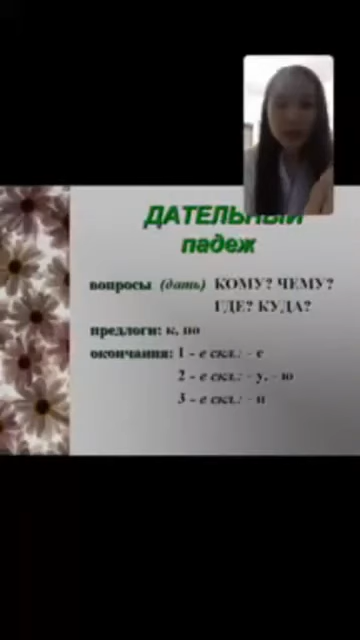 ДАТЕЛЬНЫЙ
падеж
вопросы (дать) КОМУ? ЧЕМУ?
ГДЕ? КУДА?
предлоги: к, по
окончания: 1 - е скл.: - е
2 - е скл.: - у, - ю
3 - е скл.: - и